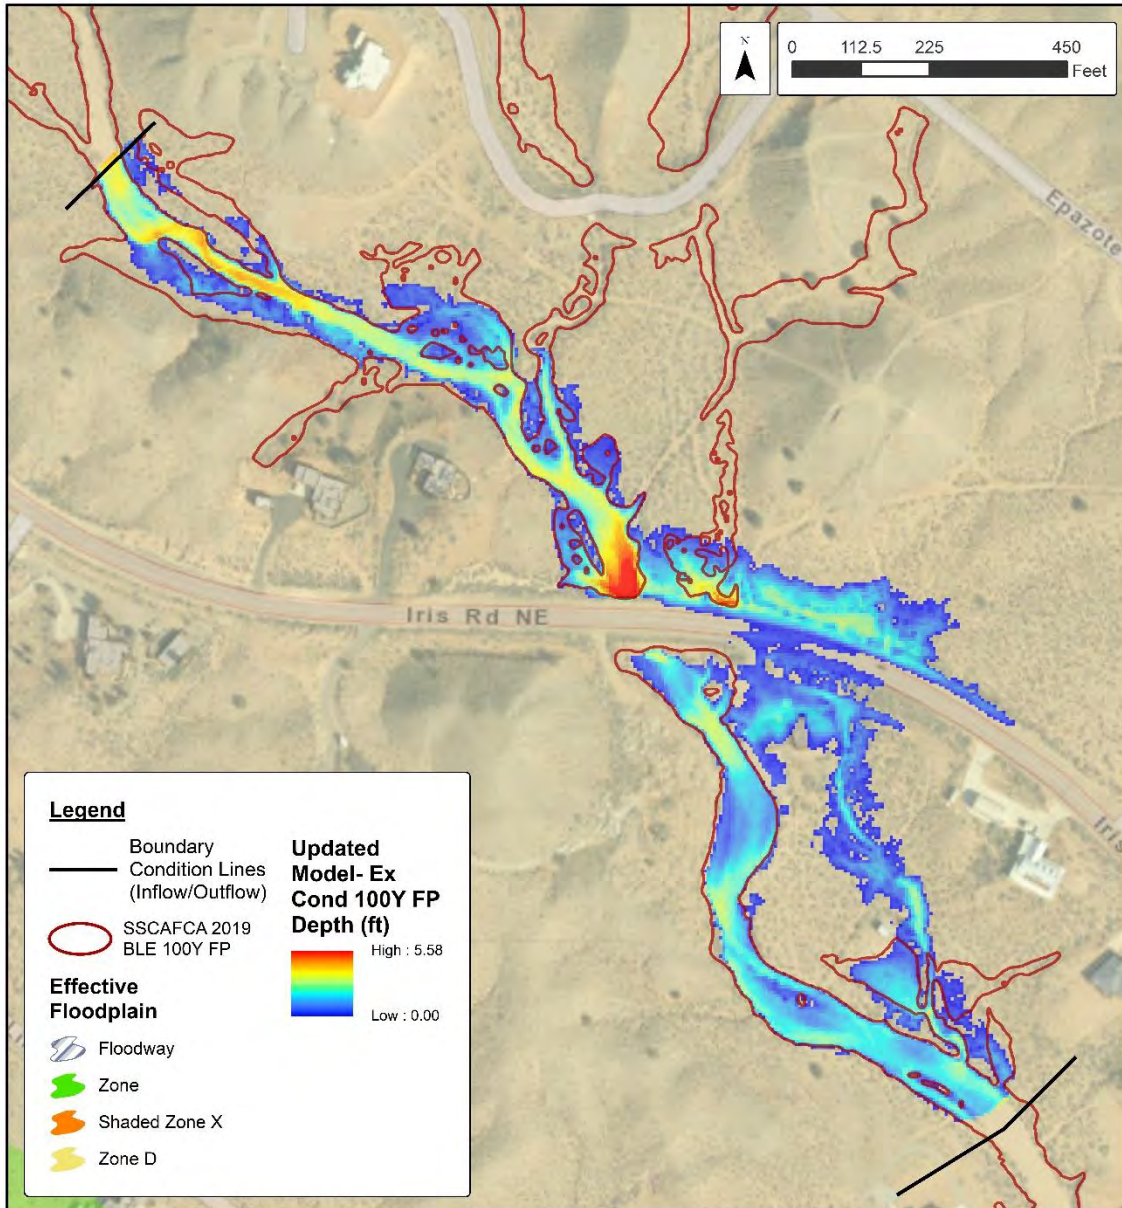 N
0 112.5 225 450
Feet
Epazote
Iris Rd NE
Iris
Legend
Boundary
Condition Lines
(Inflow/Outflow)
SSCAFCA 2019
BLE 100Y FP
Effective
Floodplain
Floodway
Zone
Shaded Zone X
Zone D
Updated
Model- Ex
Cond 100Y FP
Depth (ft)
High : 5.58
Low : 0.00